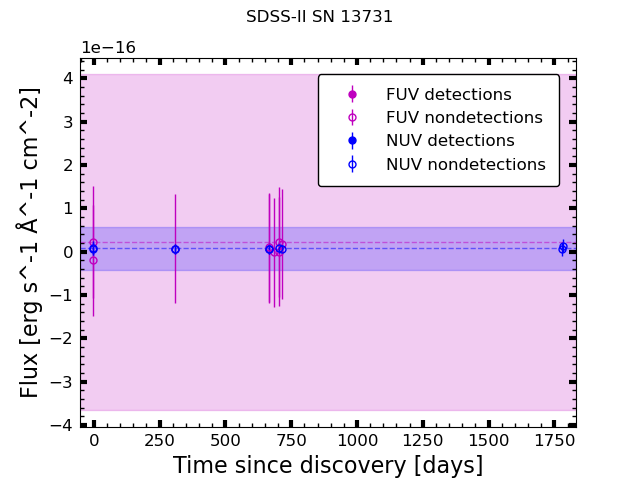 SDSS-II SN 13731
1e−16
FUV detections
FUV nondetections
NUV detections
NUV nondetections
4
3
2
1
0
−1
−2
−3
−4
Flux [erg s^-1 Å^-1 cm^-2]
0 250 500 750 1000 1250 1500 1750
Time since discovery [days]